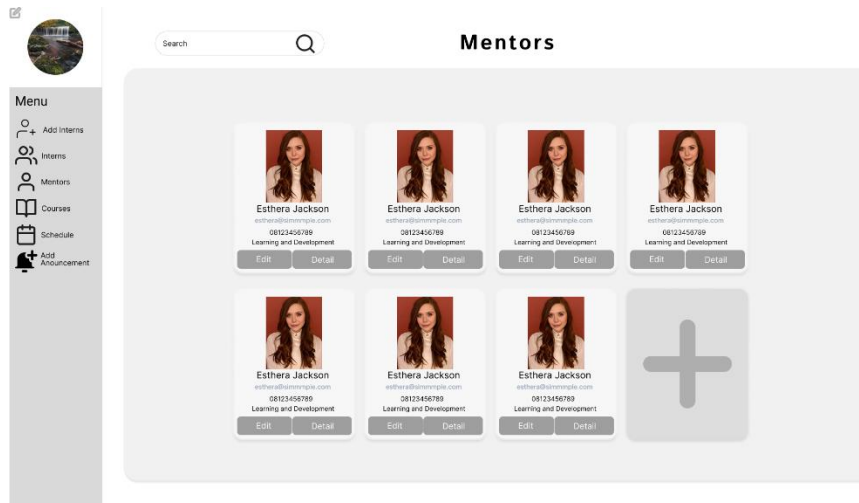 Search
Mentors
Menu
Add Interns
Interns
Mentors
Courses
Schedule
Add
Anouncement
Esthera Jackson
esthera@simmmple.com
08123456789
Learning and Development
Edit
Detail
Esthera Jackson
esthera@simmmple.com
08123456789
Learning and Development
Edit
Detail
Esthera Jackson
esthera@simmmple.com
08123456789
Learning and Development
Edit
Detail
Esthera Jackson
esthera@simmmple.com
08123456789
Learning and Development
Edit
Detail
Esthera Jackson
esthera@simmmple.com
08123456789
Learning and Development
Edit
Detail
Esthera Jackson
esthera@simmmple.com
08123456789
Learning and Development
Edit
Detail
Esthera Jackson
esthera@simmmple.com
08123456789
Learning and Development
Edit
Detail